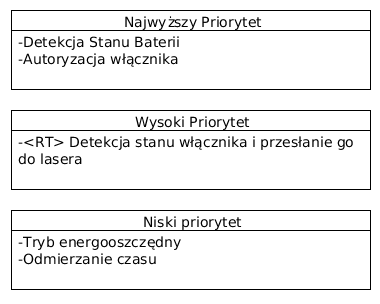 Najwyższy Priorytet
-Detekcja Stanu Baterii
-Autoryzacja włącznika
Wysoki Priorytet
-<RT> Detekcja stanu włącznika i przesłanie go
do lasera
Niski priorytet
-Tryb energooszczędny
-Odmierzanie czasu